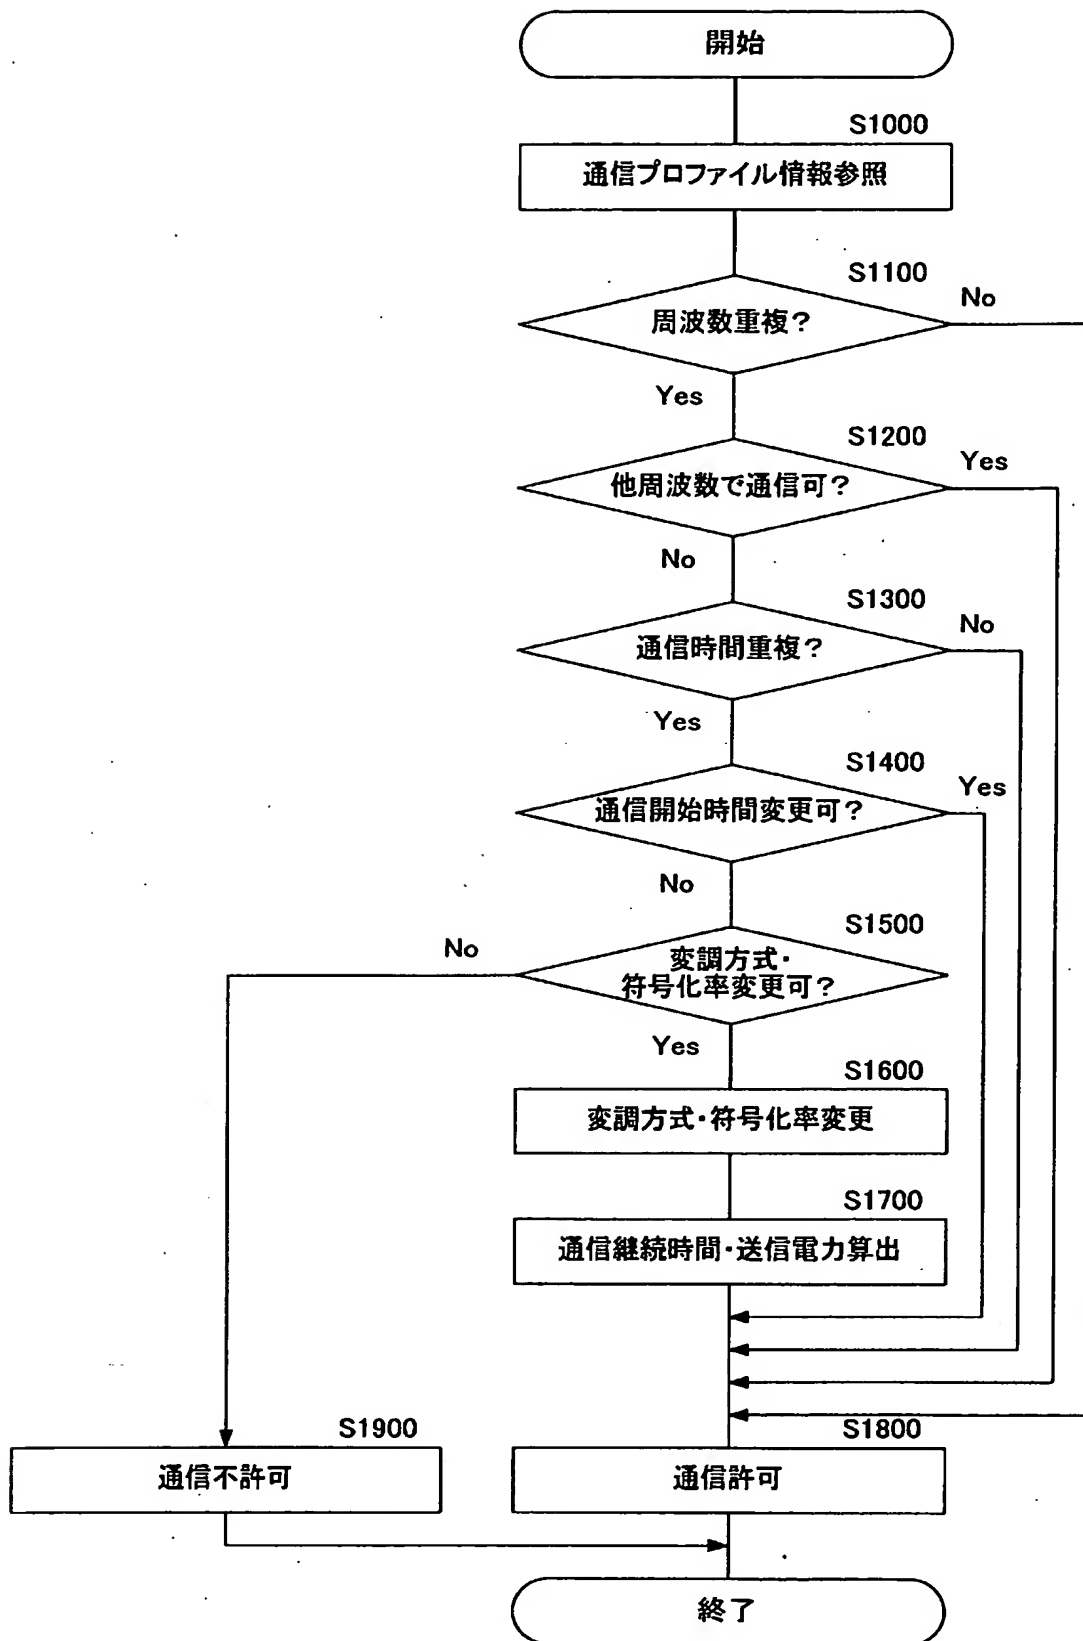 開始
S1000
通信プロファイル情報参照
S1100
周波数重複?
No
Yes
S1200
他周波数で通信可?
Yes
No
S1300
通信時間重複?
No
Yes
S1400
通信開始時間変更可?
Yes
No
S1500
変調方式・
符号化率変更可?
No
Yes
S1600
変調方式・符号化率変更
S1700
通信継続時間・送信電力算出
S1900
通信不許可
S1800
通信許可
終了